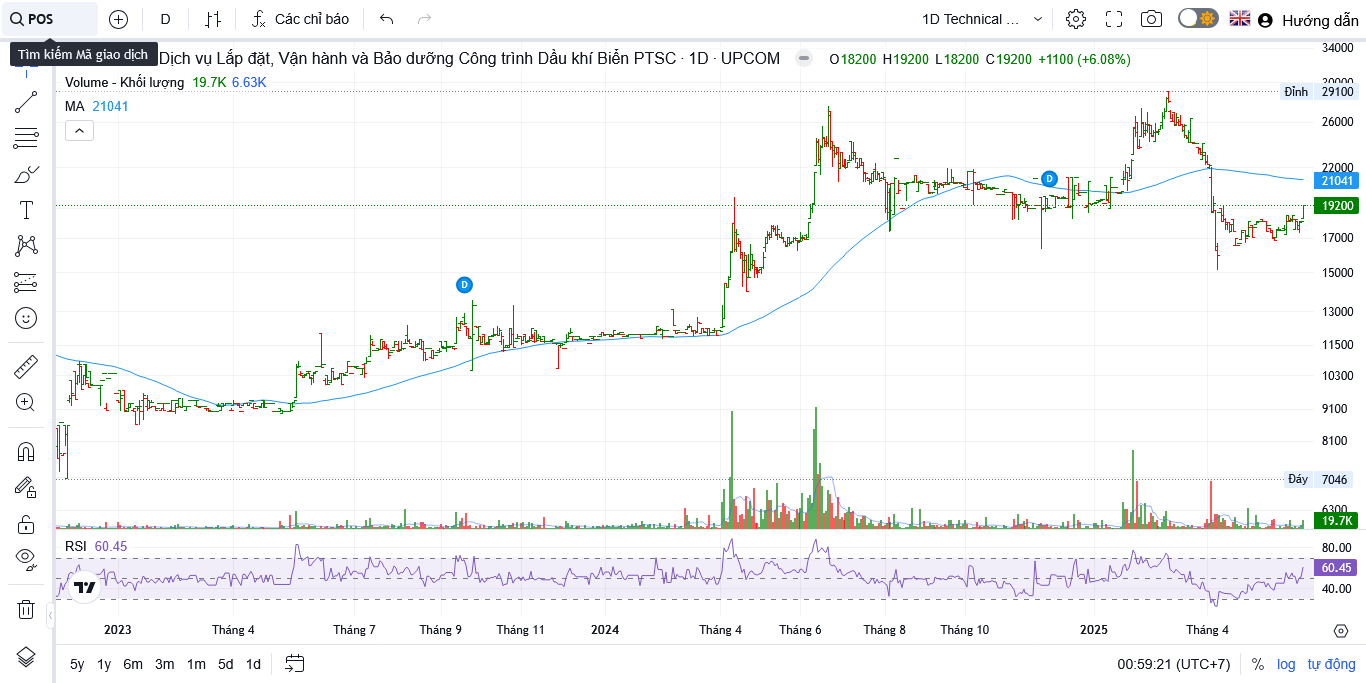 POS
D
Các chỉ báo
1D Technical ...
Hướng dẫn
Tìm kiếm Mã giao dịch
Dịch vụ Lắp đặt, Vận hành và Bảo dưỡng Công trình Dầu khí Biển PTSC · 1D · UPCOM
O18200 H19200 L18200 C19200 +1100 (+6.08%)
Volume - Khối lượng 19.7K 6.63K
MA 21041
34000
Đỉnh 29100
26000
22000
21041
19200
17000
15000
13000
11500
10300
9100
8100
Đáy 7046
6300
19.7K
D
D
RSI 60.45
80.00
60.45
40.00
2023 Tháng 4 Tháng 7 Tháng 9 Tháng 11 2024 Tháng 4 Tháng 6 Tháng 8 Tháng 10 2025 Tháng 4
5y 1y 6m 3m 1m 5d 1d
00:59:21 (UTC+7) % log tự động